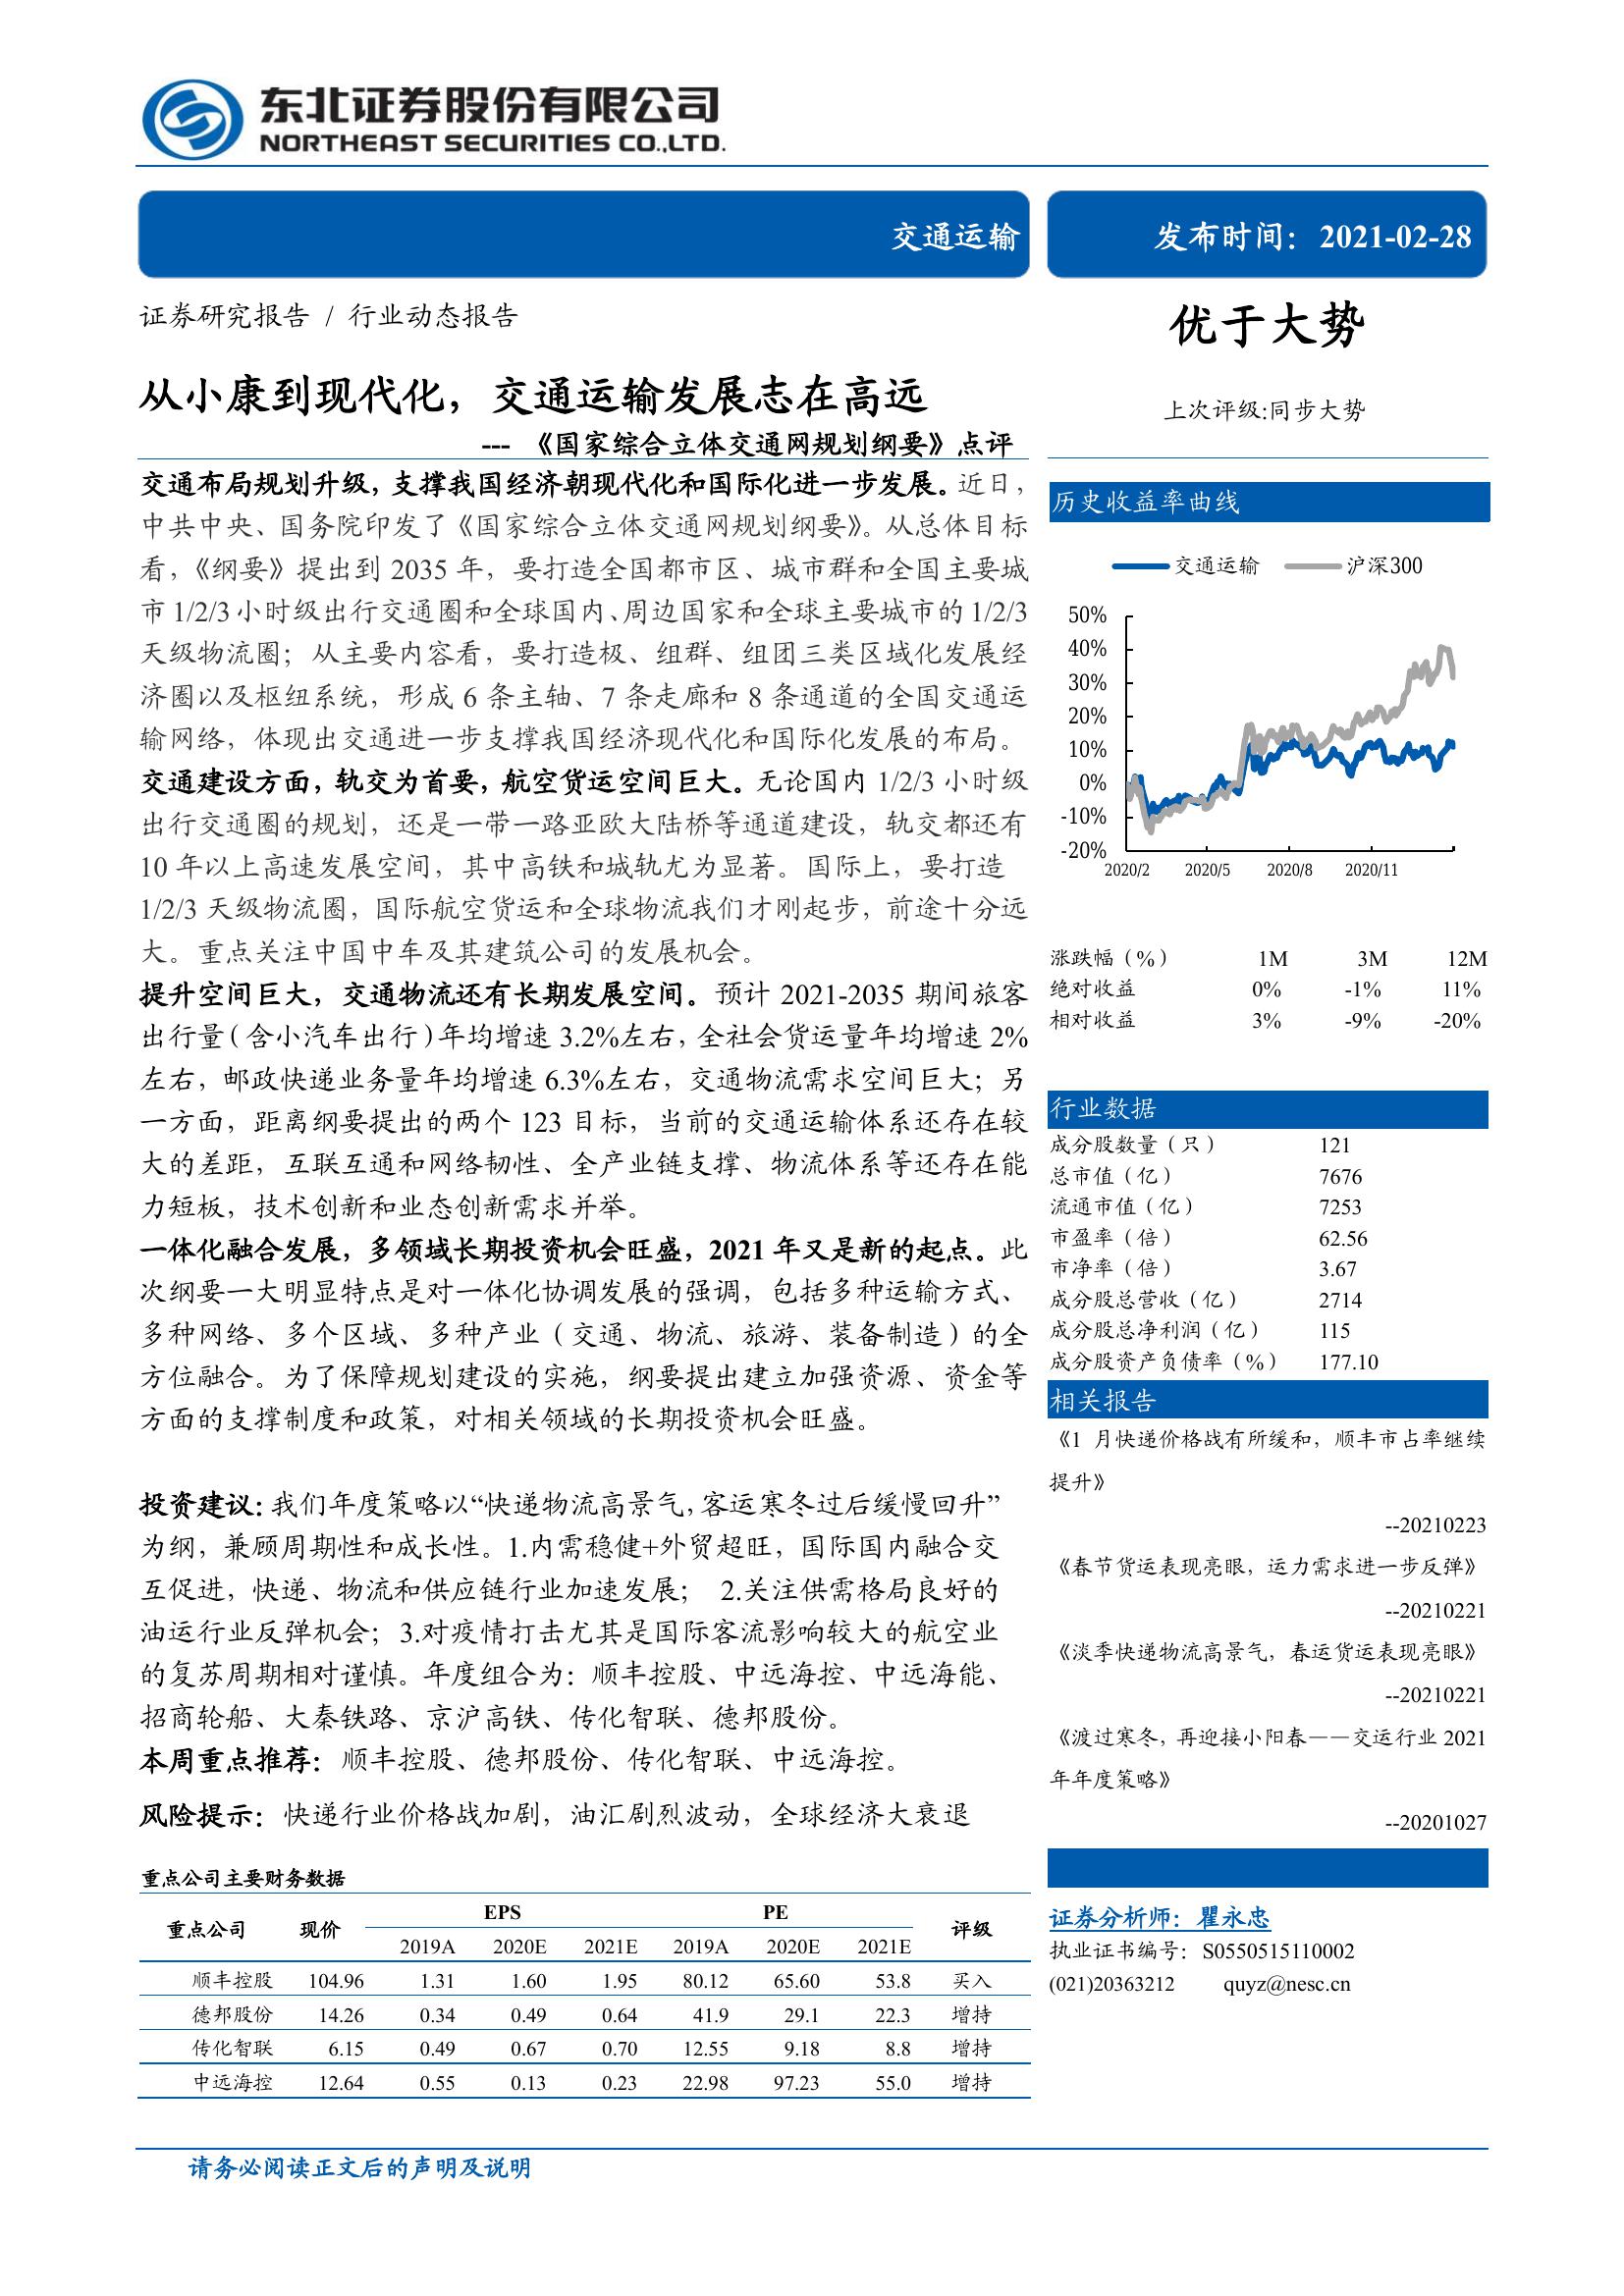 东北证券股份有限公司
NORTHEAST SECURITIES CO.,LTD.
交通运输
发布时间：2021-02-28
证券研究报告 / 行业动态报告
从小康到现代化，交通运输发展志在高远
--- 《国家综合立体交通网规划纲要》点评
交通布局规划升级，支撑我国经济朝现代化和国际化进一步发展。近日，
中共中央、国务院印发了《国家综合立体交通网规划纲要》。从总体目标
看，《纲要》提出到 2035 年，要打造全国都市区、城市群和全国主要城
市 1/2/3 小时级出行交通圈和全球国内、周边国家和全球主要城市的 1/2/3
天级物流圈；从主要内容看，要打造极、组群、组团三类区域化发展经
济圈以及枢纽系统，形成 6 条主轴、7 条走廊和 8 条通道的全国交通运
输网络，体现出交通进一步支撑我国经济现代化和国际化发展的布局。
交通建设方面，轨交为首要，航空货运空间巨大。无论国内 1/2/3 小时级
出行交通圈的规划，还是一带一路亚欧大陆桥等通道建设，轨交都还有
10 年以上高速发展空间，其中高铁和城轨尤为显著。国际上，要打造
1/2/3 天级物流圈，国际航空货运和全球物流我们才刚起步，前途十分远
大。重点关注中国中车及其建筑公司的发展机会。
提升空间巨大，交通物流还有长期发展空间。预计 2021-2035 期间旅客
出行量（含小汽车出行）年均增速 3.2%左右，全社会货运量年均增速 2%
左右，邮政快递业务量年均增速 6.3%左右，交通物流需求空间巨大；另
一方面，距离纲要提出的两个 123 目标，当前的交通运输体系还存在较
大的差距，互联互通和网络韧性、全产业链支撑、物流体系等还存在能
力短板，技术创新和业态创新需求并举。
一体化融合发展，多领域长期投资机会旺盛，2021 年又是新的起点。此
次纲要一大明显特点是对一体化协调发展的强调，包括多种运输方式、
多种网络、多个区域、多种产业（交通、物流、旅游、装备制造）的全
方位融合。为了保障规划建设的实施，纲要提出建立加强资源、资金等
方面的支撑制度和政策，对相关领域的长期投资机会旺盛。
投资建议：我们年度策略以“快递物流高景气，客运寒冬过后缓慢回升”
为纲，兼顾周期性和成长性。1.内需稳健+外贸超旺，国际国内融合交
互促进，快递、物流和供应链行业加速发展； 2.关注供需格局良好的
油运行业反弹机会；3.对疫情打击尤其是国际客流影响较大的航空业
的复苏周期相对谨慎。年度组合为：顺丰控股、中远海控、中远海能、
招商轮船、大秦铁路、京沪高铁、传化智联、德邦股份。
本周重点推荐：顺丰控股、德邦股份、传化智联、中远海控。
风险提示：快递行业价格战加剧，油汇剧烈波动，全球经济大衰退
重点公司主要财务数据
重点公司 现价 EPS PE 评级
2019A 2020E 2021E 2019A 2020E 2021E
顺丰控股 104.96 1.31 1.60 1.95 80.12 65.60 53.8 买入
德邦股份 14.26 0.34 0.49 0.64 41.9 29.1 22.3 增持
传化智联 6.15 0.49 0.67 0.70 12.55 9.18 8.8 增持
中远海控 12.64 0.55 0.13 0.23 22.98 97.23 55.0 增持
优于大势
上次评级:同步大势
历史收益率曲线
交通运输 沪深300
50%
40%
30%
20%
10%
0%
-10%
-20%
2020/2 2020/5 2020/8 2020/11
涨跌幅（%） 1M 3M 12M
绝对收益 0% -1% 11%
相对收益 3% -9% -20%
行业数据
成分股数量（只） 121
总市值（亿） 7676
流通市值（亿） 7253
市盈率（倍） 62.56
市净率（倍） 3.67
成分股总营收（亿） 2714
成分股总净利润（亿） 115
成分股资产负债率（%） 177.10
相关报告
《1 月快递价格战有所缓和，顺丰市占率继续
提升》
--20210223
《春节货运表现亮眼，运力需求进一步反弹》
--20210221
《淡季快递物流高景气，春运货运表现亮眼》
--20210221
《渡过寒冬，再迎接小阳春——交运行业 2021
年年度策略》
--20201027
证券分析师：瞿永忠
执业证书编号：S0550515110002
(021)20363212 quyz@nesc.cn
请务必阅读正文后的声明及说明